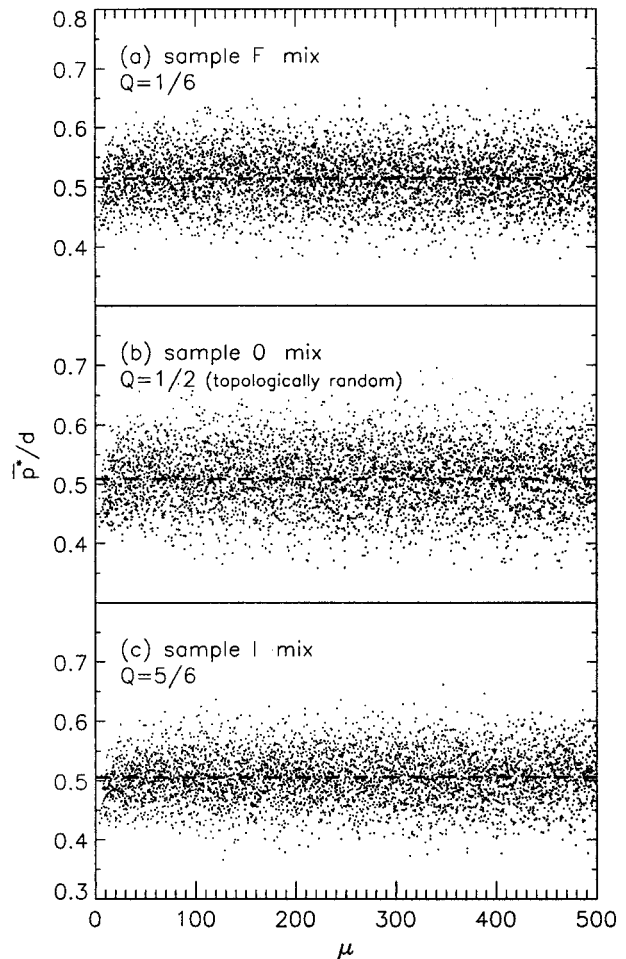 0.8
(a) sample F mix
0.7
Q=1/6
0.6
0.5
0.4
(b) sample O mix
0.7
Q=1/2 (topologically random)
0.6
p̅*/d
0.5
0.4
(c) sample I mix
0.7
Q=5/6
0.6
0.5
0.4
0.3
0 100 200 300 400 500
μ